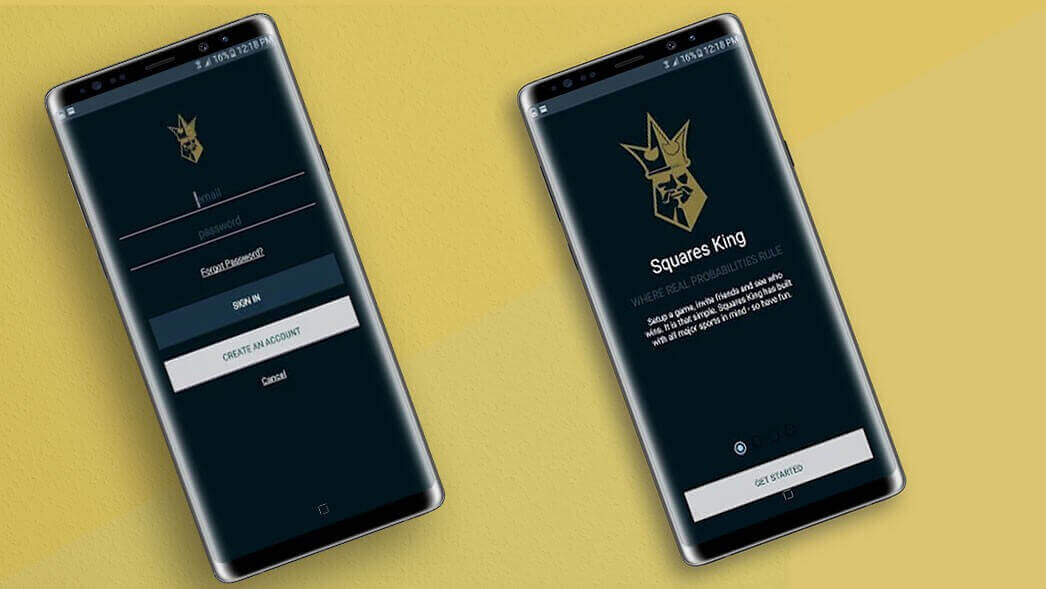 16% 12:18 PM
email
password
Forgot Password?
SIGN IN
CREATE AN ACCOUNT
Cancel
16% 12:18 PM
Squares King
WHERE REAL PROBABILITIES RULE
Setup a game, invite friends and see who
wins. It is that simple. Squares King has built
with all major sports in mind - so have fun.
GET STARTED